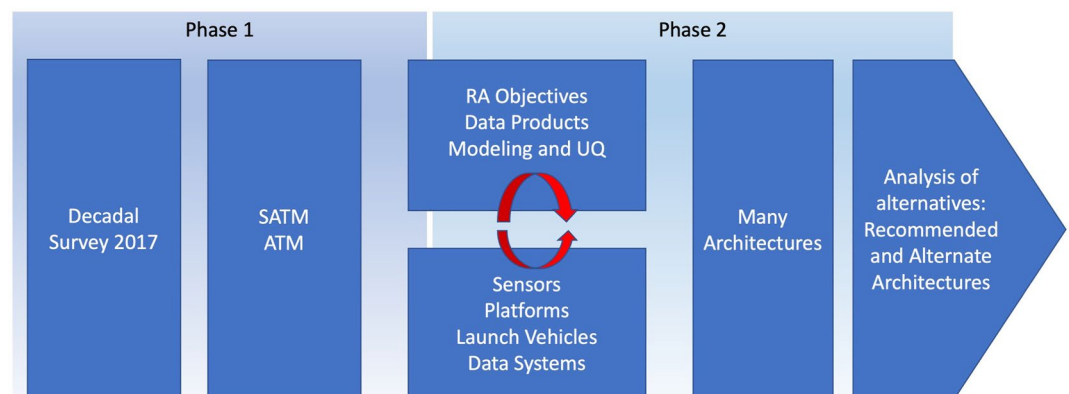 Phase 1
Phase 2
Decadal
Survey 2017
SATM
ATM
RA Objectives
Data Products
Modeling and UQ
Sensors
Platforms
Launch Vehicles
Data Systems
Many
Architectures
Analysis of
alternatives:
Recommended
and Alternate
Architectures